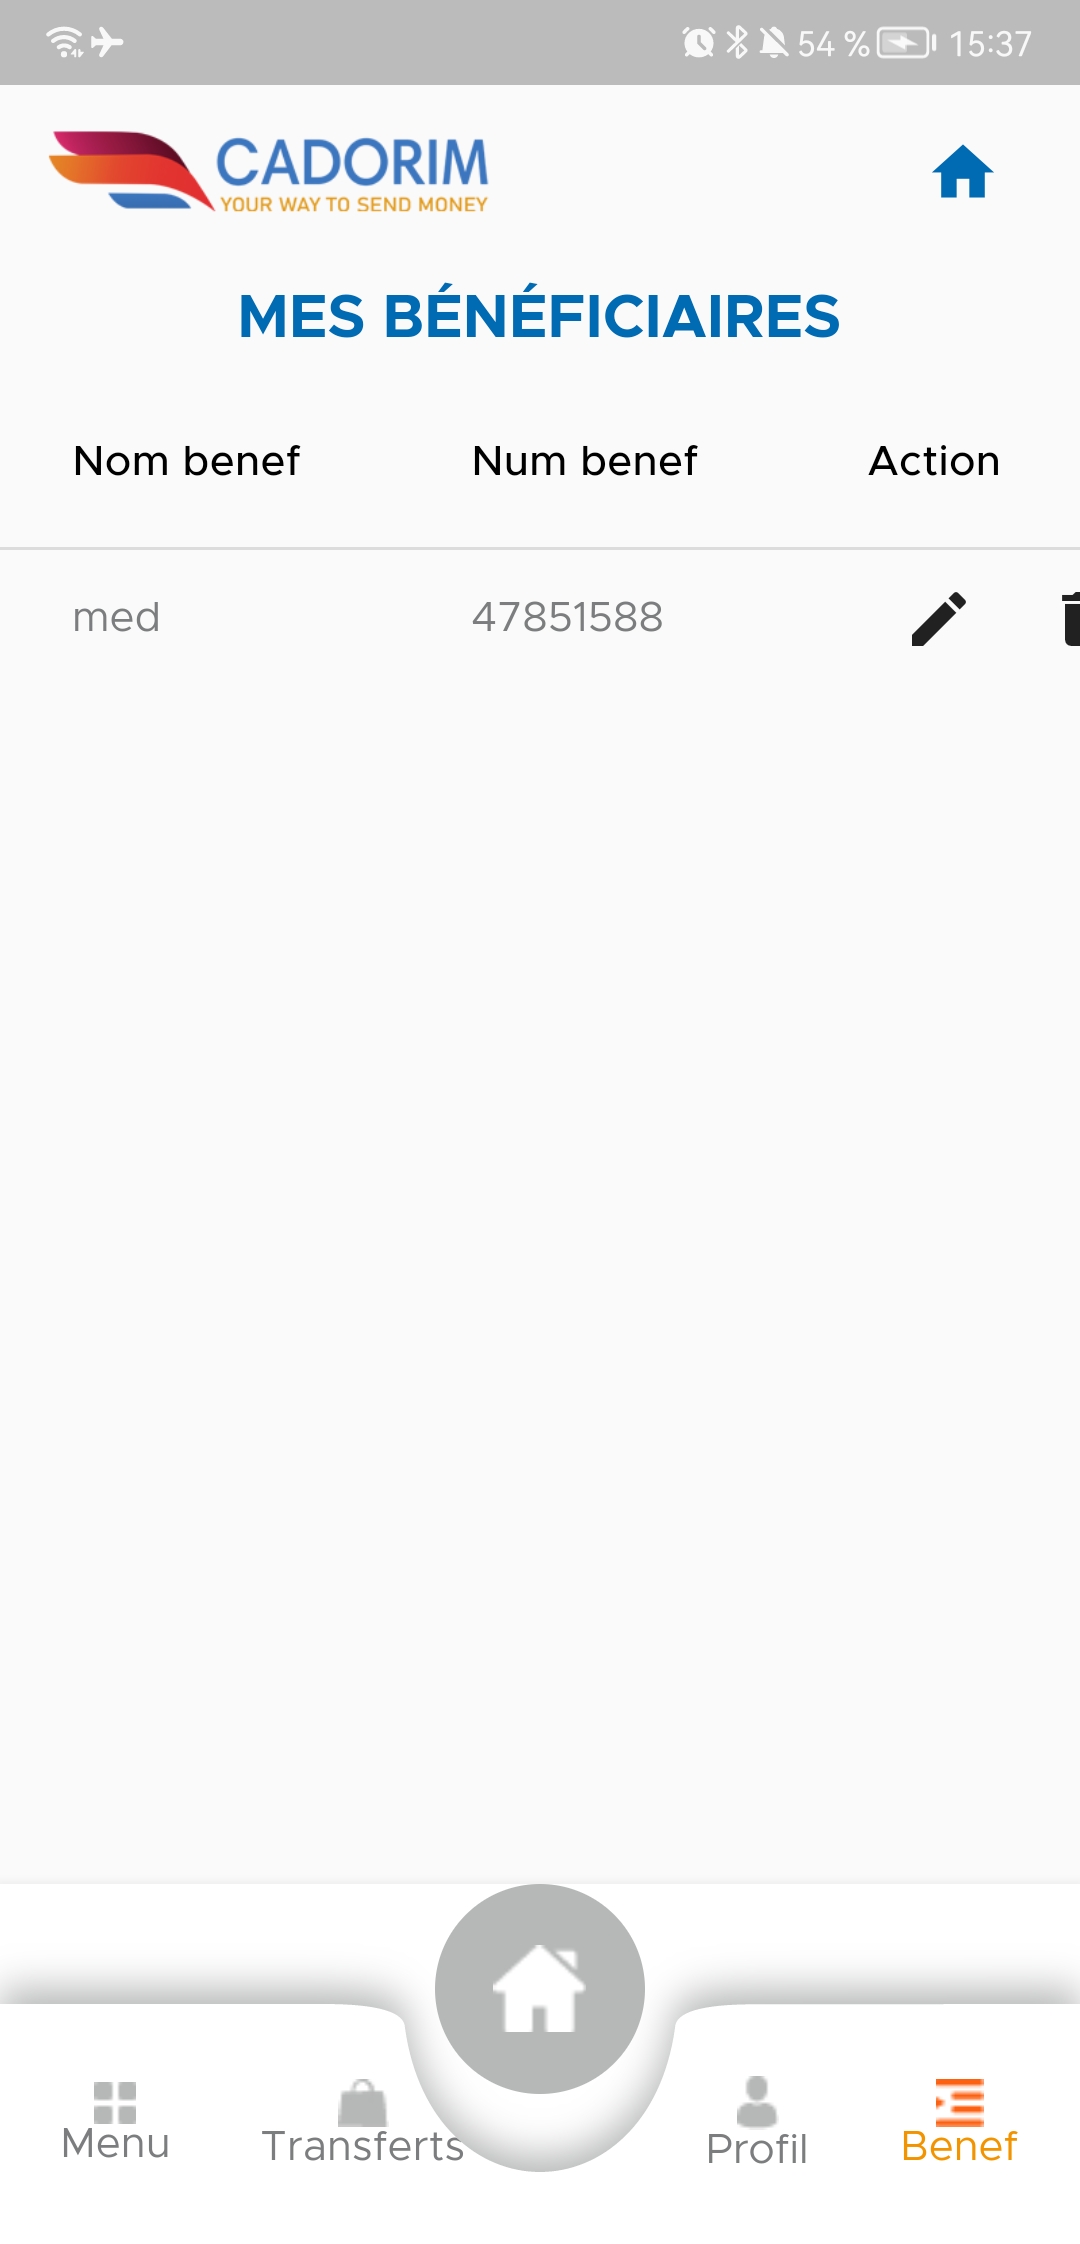 54 % 15:37
CADORIM
YOUR WAY TO SEND MONEY
MES BÉNÉFICIAIRES
Nom benef Num benef Action
med 47851588
Menu Transferts Profil Benef